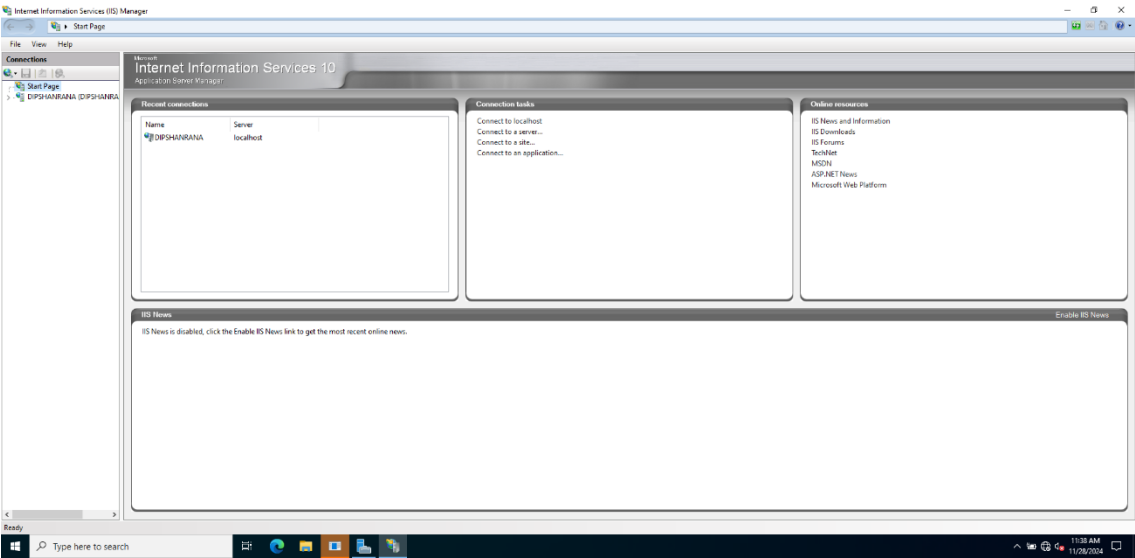 Internet Information Services (IIS) Manager
Start Page
File View Help
Connections
Start Page
DIPSHANRANA (DIPSHANRA
Microsoft
Internet Information Services 10
Application Server Manager
Recent connections
Name Server
DIPSHANRANA localhost
Connection tasks
Connect to localhost
Connect to a server...
Connect to a site...
Connect to an application...
Online resources
IIS News and Information
IIS Downloads
IIS Forums
TechNet
MSDN
ASP.NET News
Microsoft Web Platform
IIS News Enable IIS News
IIS News is disabled, click the Enable IIS News link to get the most recent online news.
Ready
Type here to search
11:38 AM
11/28/2024